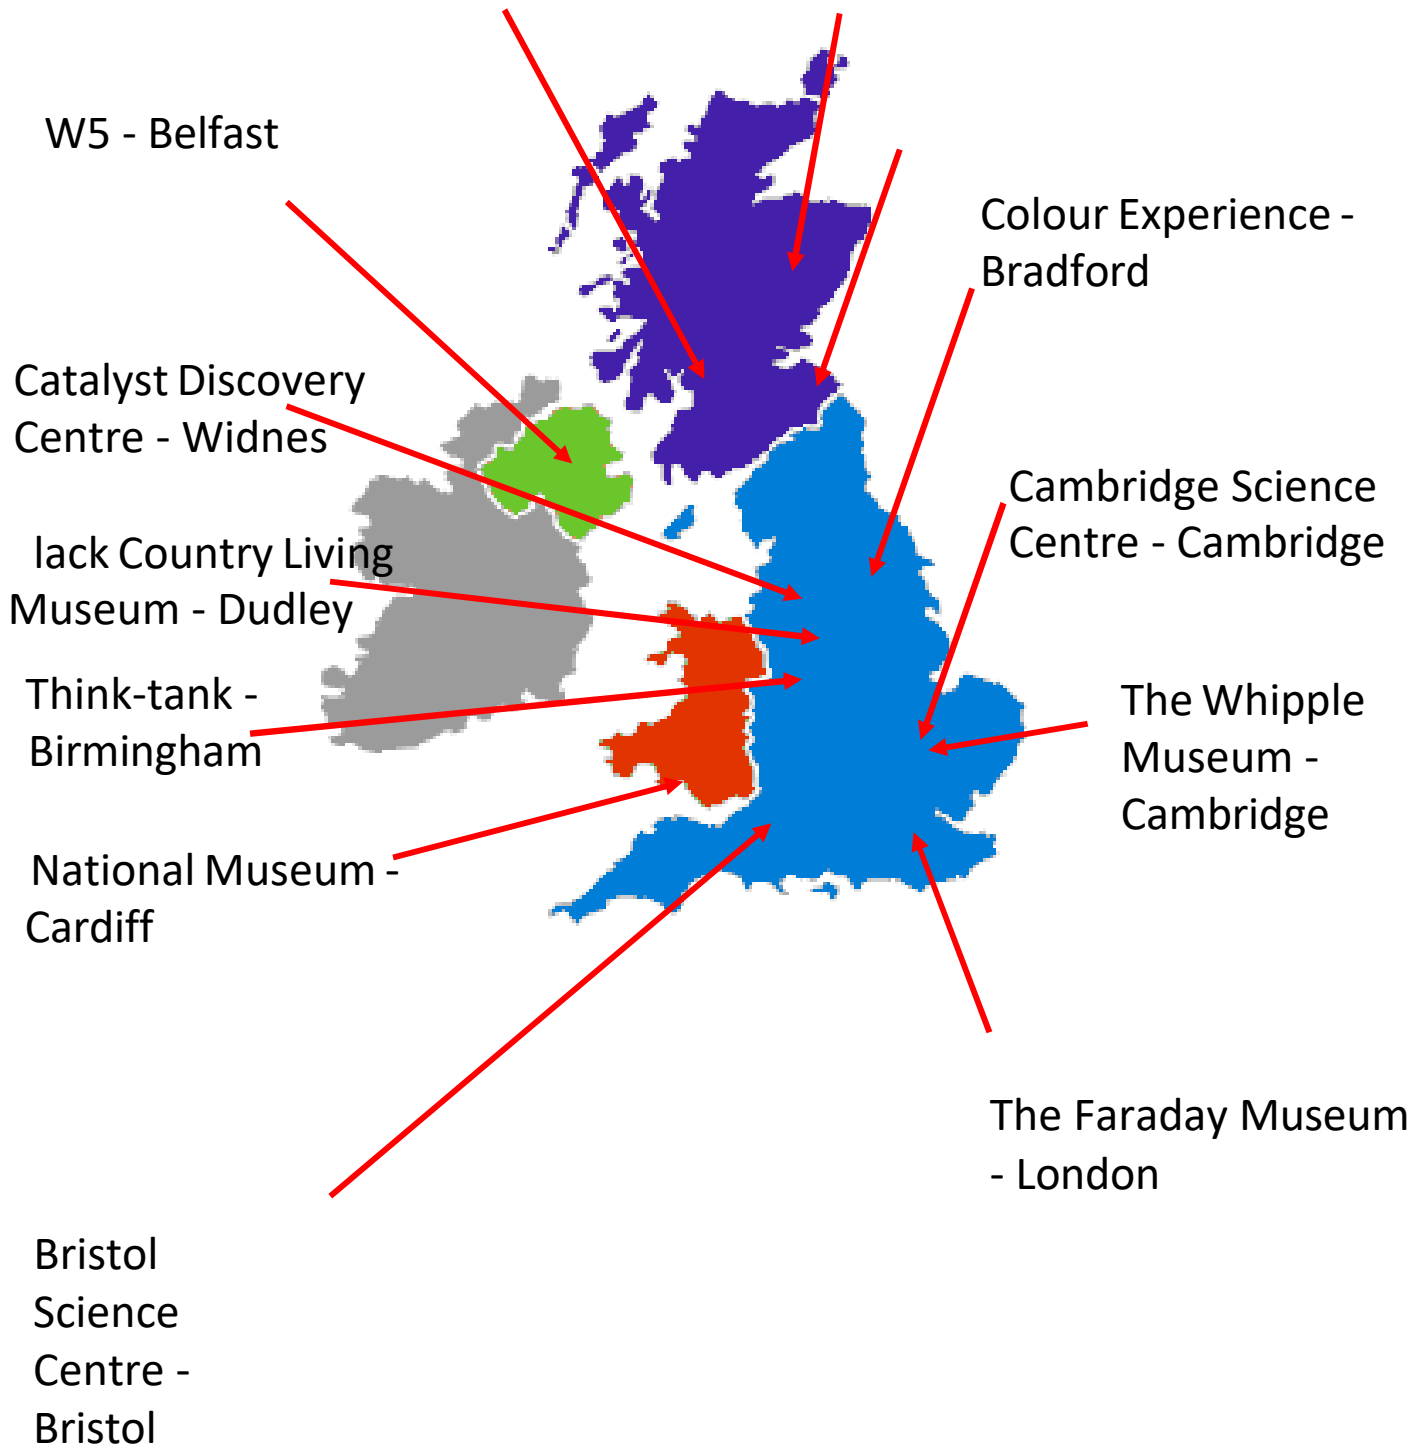 W5 - Belfast
Colour Experience -
Bradford
Catalyst Discovery
Centre - Widnes
Cambridge Science
Centre - Cambridge
lack Country Living
Museum - Dudley
Think-tank -
Birmingham
The Whipple
Museum -
Cambridge
National Museum -
Cardiff
The Faraday Museum
- London
Bristol
Science
Centre -
Bristol